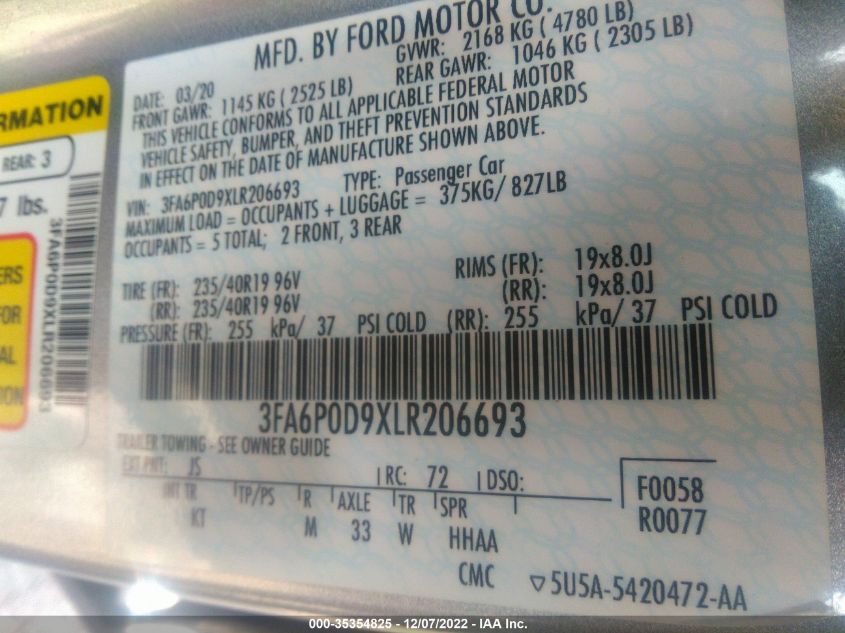 MFD. BY FORD MOTOR CO.
DATE: 03/20 GVWR: 2168 KG ( 4780 LB)
FRONT GAWR: 1145 KG ( 2525 LB) REAR GAWR: 1046 KG ( 2305 LB)
THIS VEHICLE CONFORMS TO ALL APPLICABLE FEDERAL MOTOR
VEHICLE SAFETY, BUMPER, AND THEFT PREVENTION STANDARDS
IN EFFECT ON THE DATE OF MANUFACTURE SHOWN ABOVE.
VIN: 3FA6P0D9XLR206693 TYPE: Passenger Car
MAXIMUM LOAD = OCCUPANTS + LUGGAGE = 375KG/ 827LB
OCCUPANTS = 5 TOTAL; 2 FRONT, 3 REAR
TIRE (FR): 235/40R19 96V RIMS (FR): 19x8.0J
(RR): 235/40R19 96V (RR): 19x8.0J
PRESSURE (FR): 255 kPa/ 37 PSI COLD (RR): 255 kPa/ 37 PSI COLD
3FA6P0D9XLR206693
TRAILER TOWING - SEE OWNER GUIDE
EXT PNT: JS RC: 72 DSO:
INT TR TP/PS R AXLE TR SPR
KT M 33 W HHAA
F0058
R0077
CMC ▽5U5A-5420472-AA
RMATION
REAR: 3
7 lbs.
3FA6P0D9XLR206693
ERS
FOR
AL
ION
000-35354825 - 12/07/2022 - IAA Inc.